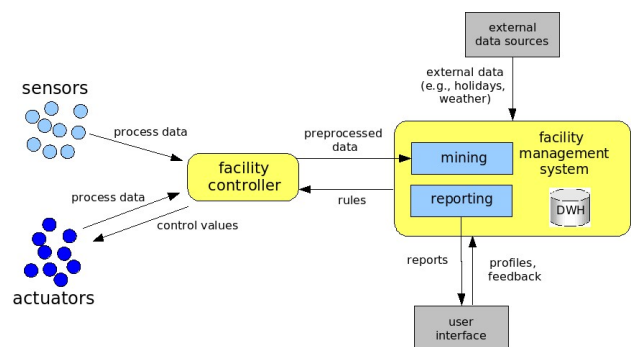 external
data sources
sensors
external data
(e.g., holidays,
weather)
process data
preprocessed
data
facility
controller
mining
facility
management
system
process data
rules
reporting
DWH
control values
reports
profiles,
feedback
actuators
user
interface